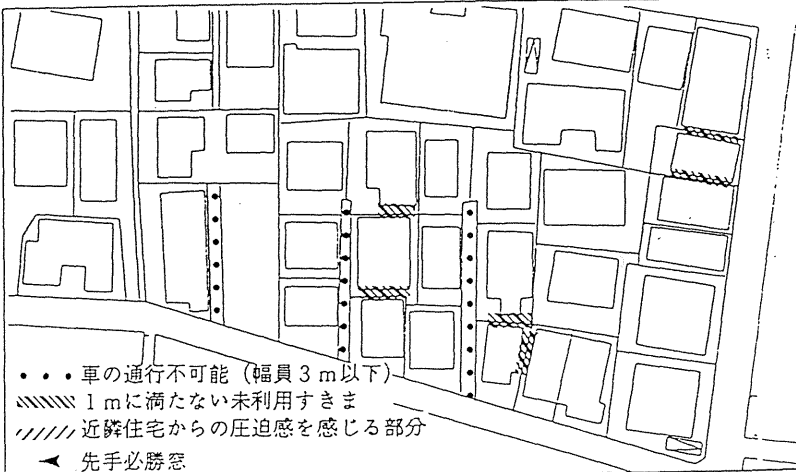 ・・・車の通行不可能（幅員３ｍ以下）
１ｍに満たない未利用すきま
近隣住宅からの圧迫感を感じる部分
先手必勝窓